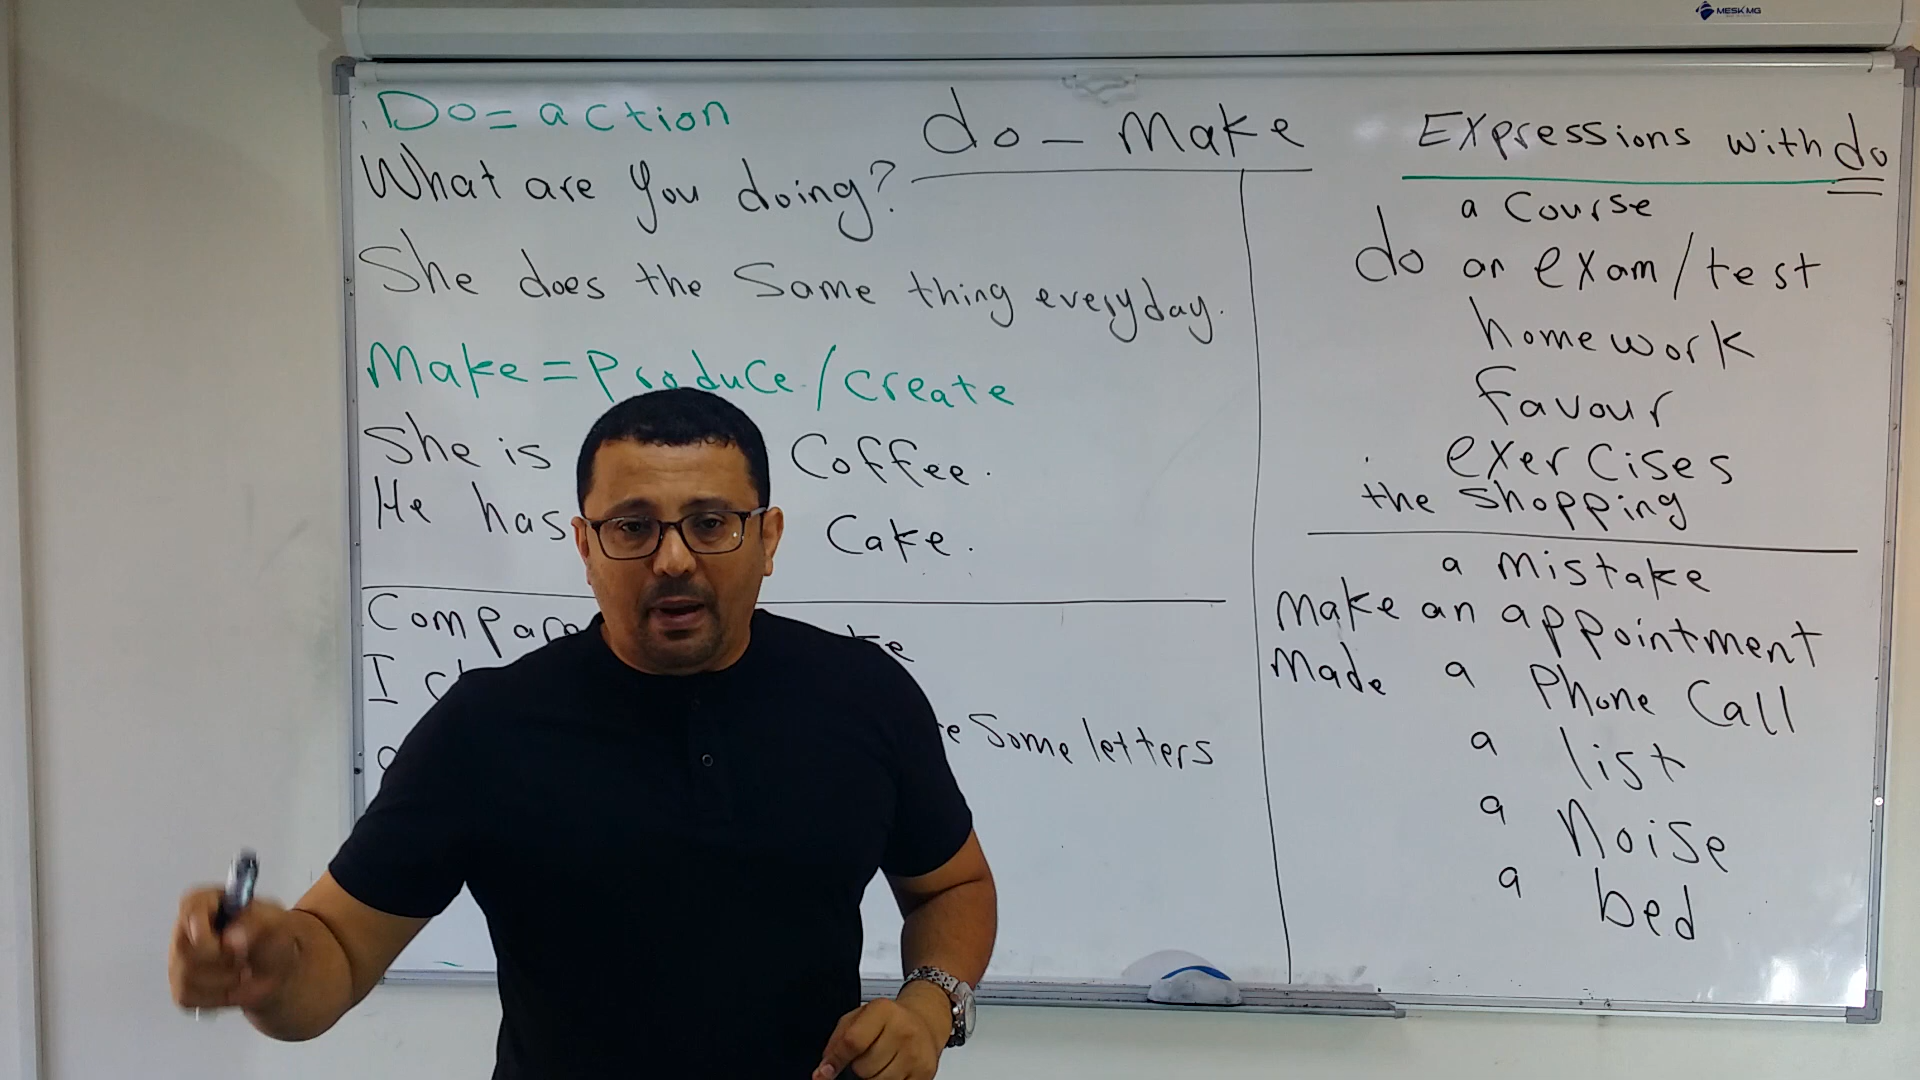 MESK MG
do - Make
Do = action
What are you doing?
She does the Same thing everyday.
Make = Produce / create
She is Coffee.
He has Cake.
I
Some letters
Expressions with do
a Course
do an exam / test
homework
favour
exercises
the shopping
a mistake
Make an appointment
Made a Phone Call
a list
a Noise
a bed